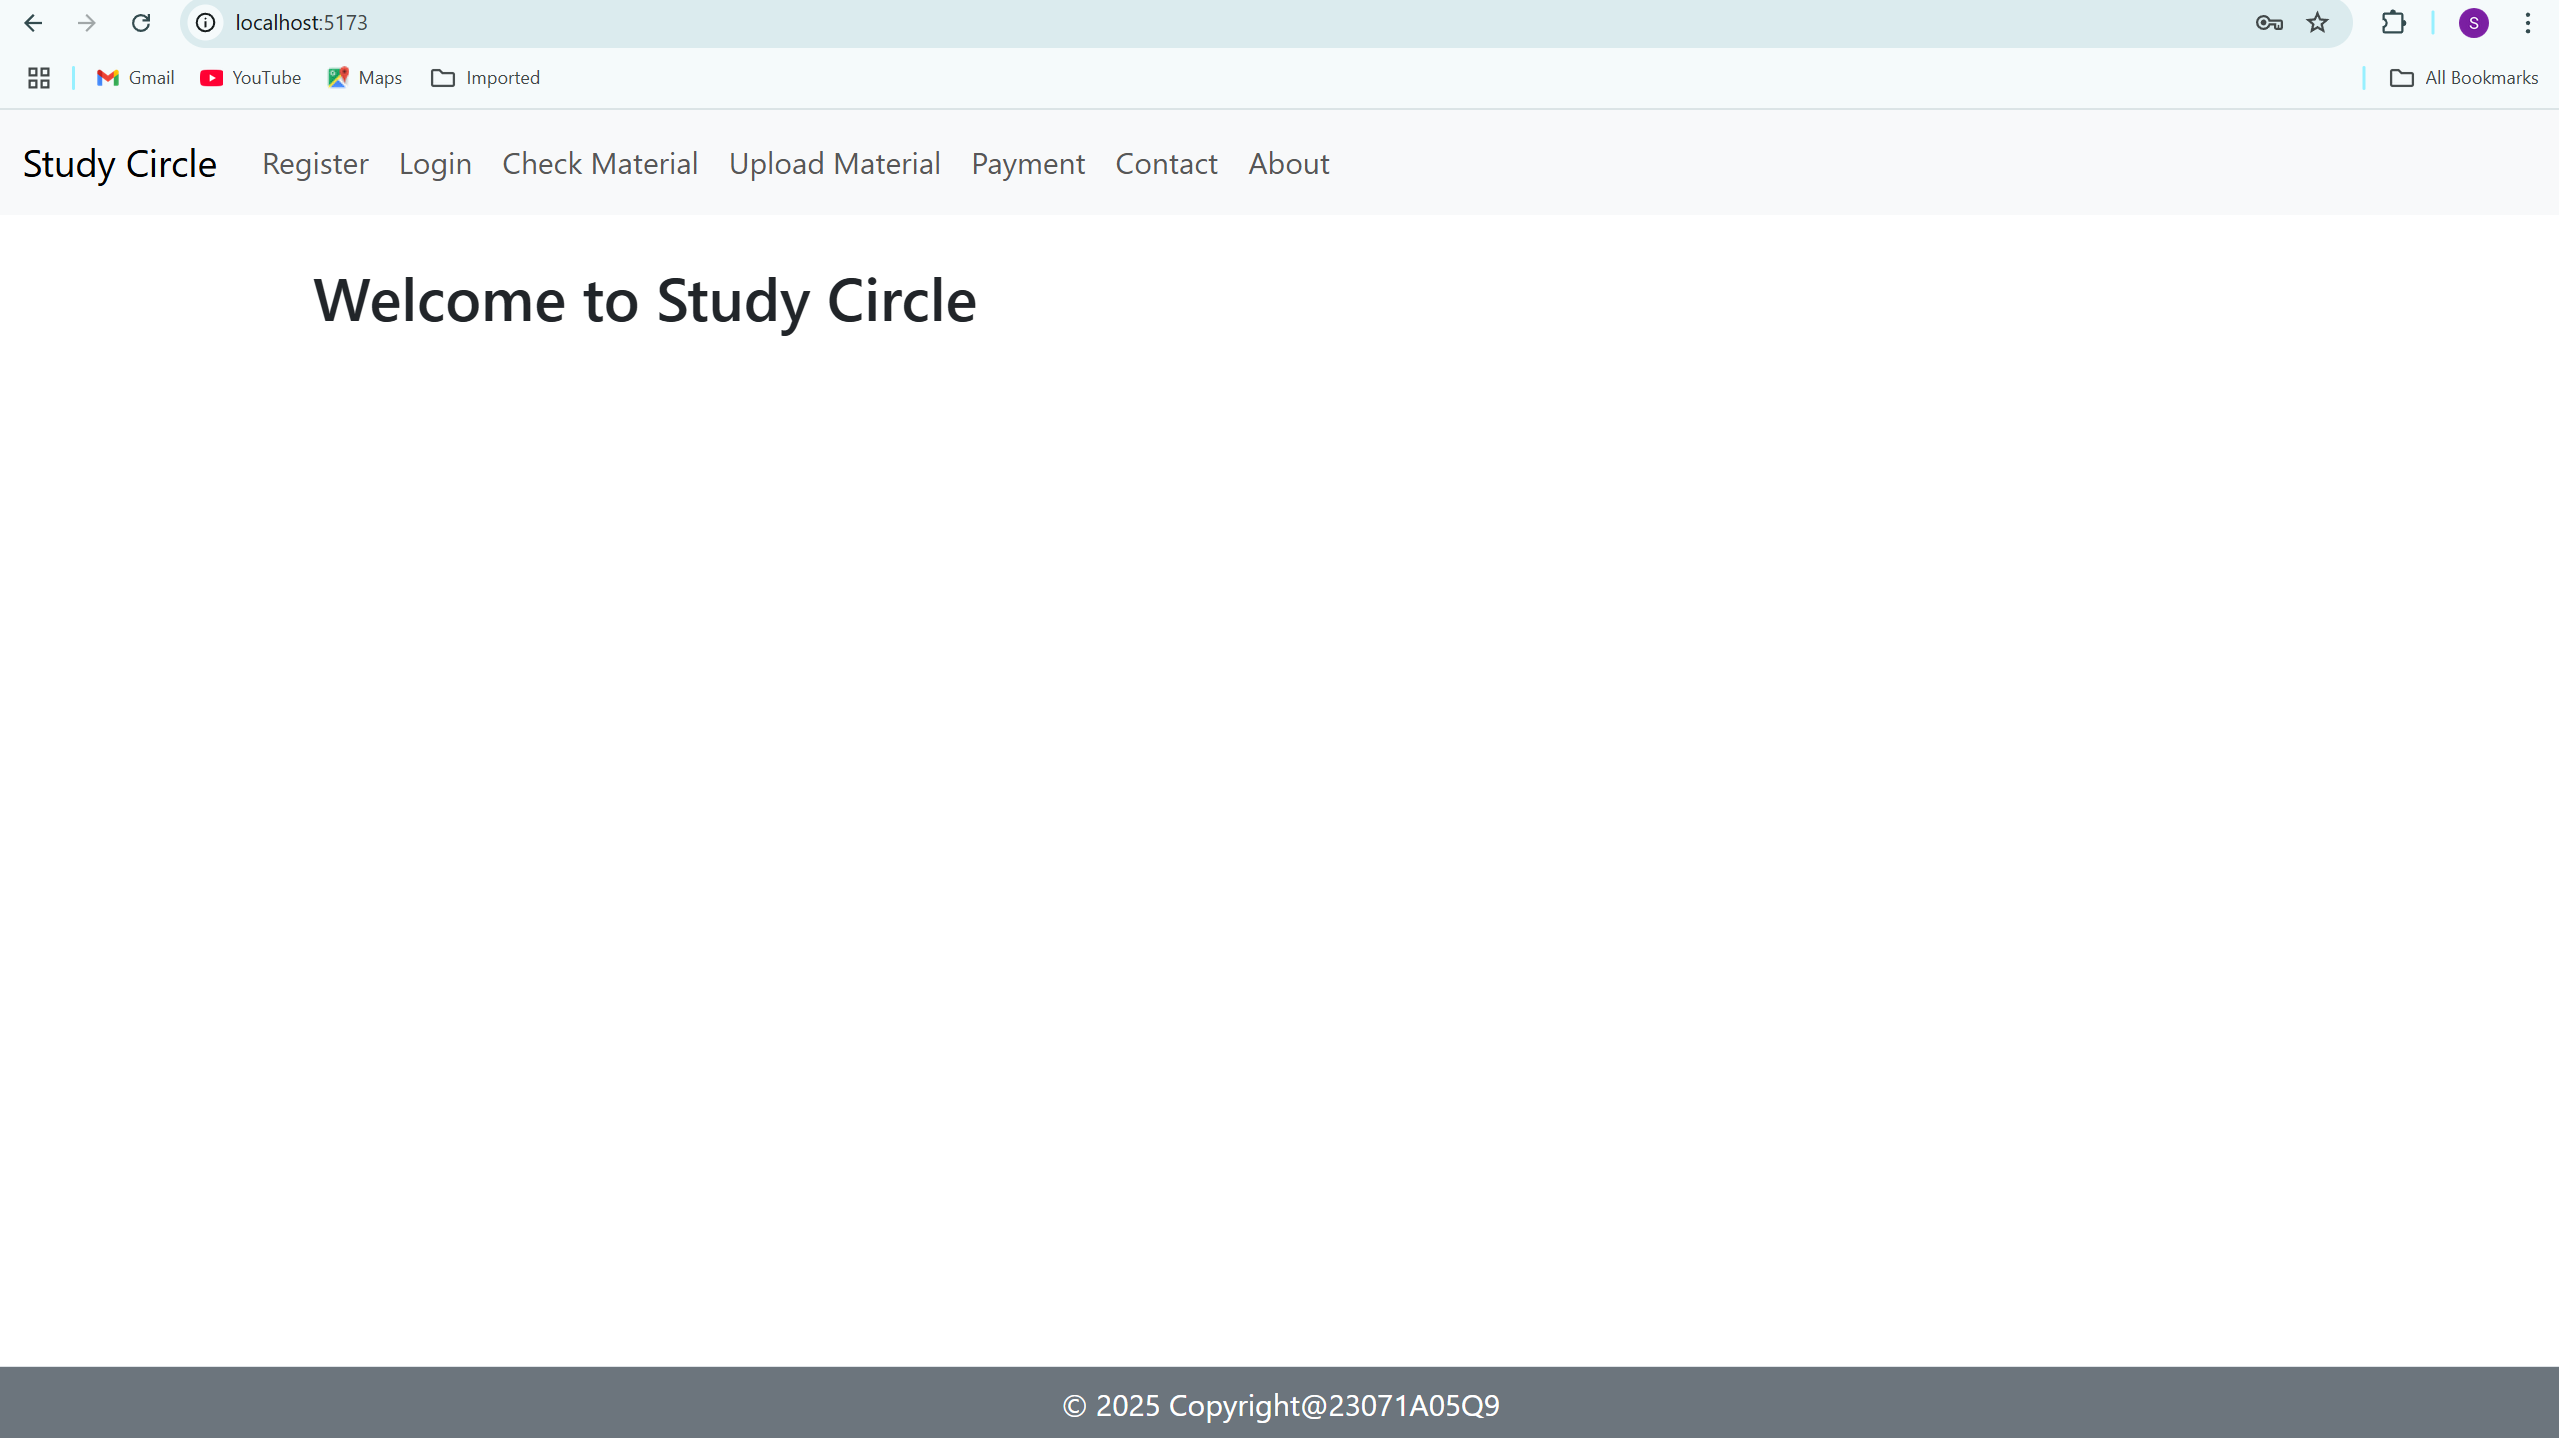 localhost:5173
S
Gmail YouTube Maps Imported All Bookmarks
Study Circle Register Login Check Material Upload Material Payment Contact About
Welcome to Study Circle
© 2025 Copyright@23071A05Q9